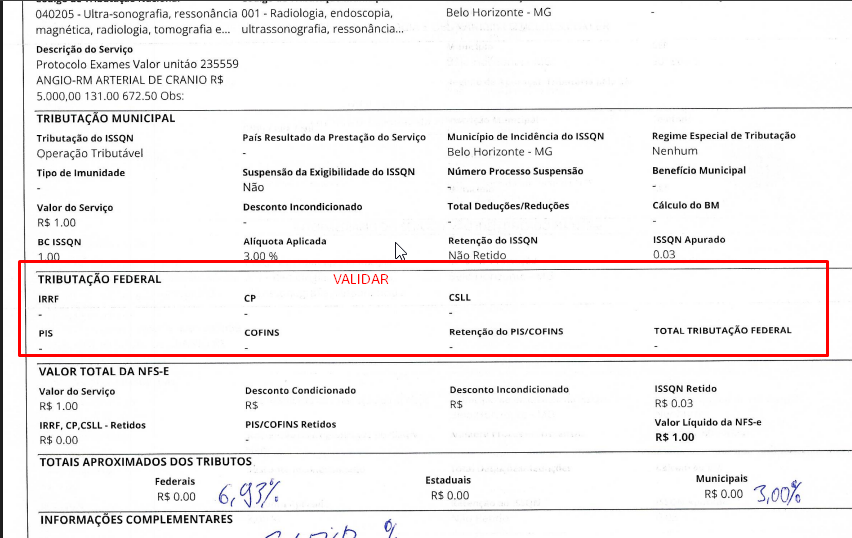 040205 - Ultra-sonografia, ressonância 001 - Radiologia, endoscopia, Belo Horizonte - MG -
magnética, radiologia, tomografia e... ultrassonografia, ressonância...
Descrição do Serviço
Protocolo Exames Valor unitáo 235559
ANGIO-RM ARTERIAL DE CRANIO R$
5.000,00 131.00 672.50 Obs:
TRIBUTAÇÃO MUNICIPAL
Tributação do ISSQN País Resultado da Prestação do Serviço Município de Incidência do ISSQN Regime Especial de Tributação
Operação Tributável - Belo Horizonte - MG Nenhum
Tipo de Imunidade Suspensão da Exigibilidade do ISSQN Número Processo Suspensão Benefício Municipal
- Não - -
Valor do Serviço Desconto Incondicionado Total Deduções/Reduções Cálculo do BM
R$ 1.00 - - -
BC ISSQN Alíquota Aplicada Retenção do ISSQN ISSQN Apurado
1.00 3.00 % Não Retido 0.03
TRIBUTAÇÃO FEDERAL VALIDAR
IRRF CP CSLL
- - -
PIS COFINS Retenção do PIS/COFINS TOTAL TRIBUTAÇÃO FEDERAL
- - - -
VALOR TOTAL DA NFS-E
Valor do Serviço Desconto Condicionado Desconto Incondicionado ISSQN Retido
R$ 1.00 R$ R$ R$ 0.03
IRRF, CP,CSLL - Retidos PIS/COFINS Retidos Valor Líquido da NFS-e
R$ 0.00 - R$ 1.00
TOTAIS APROXIMADOS DOS TRIBUTOS
Federais Estaduais Municipais
R$ 0.00 6,93% R$ 0.00 R$ 0.00 3,00%
INFORMAÇÕES COMPLEMENTARES
%